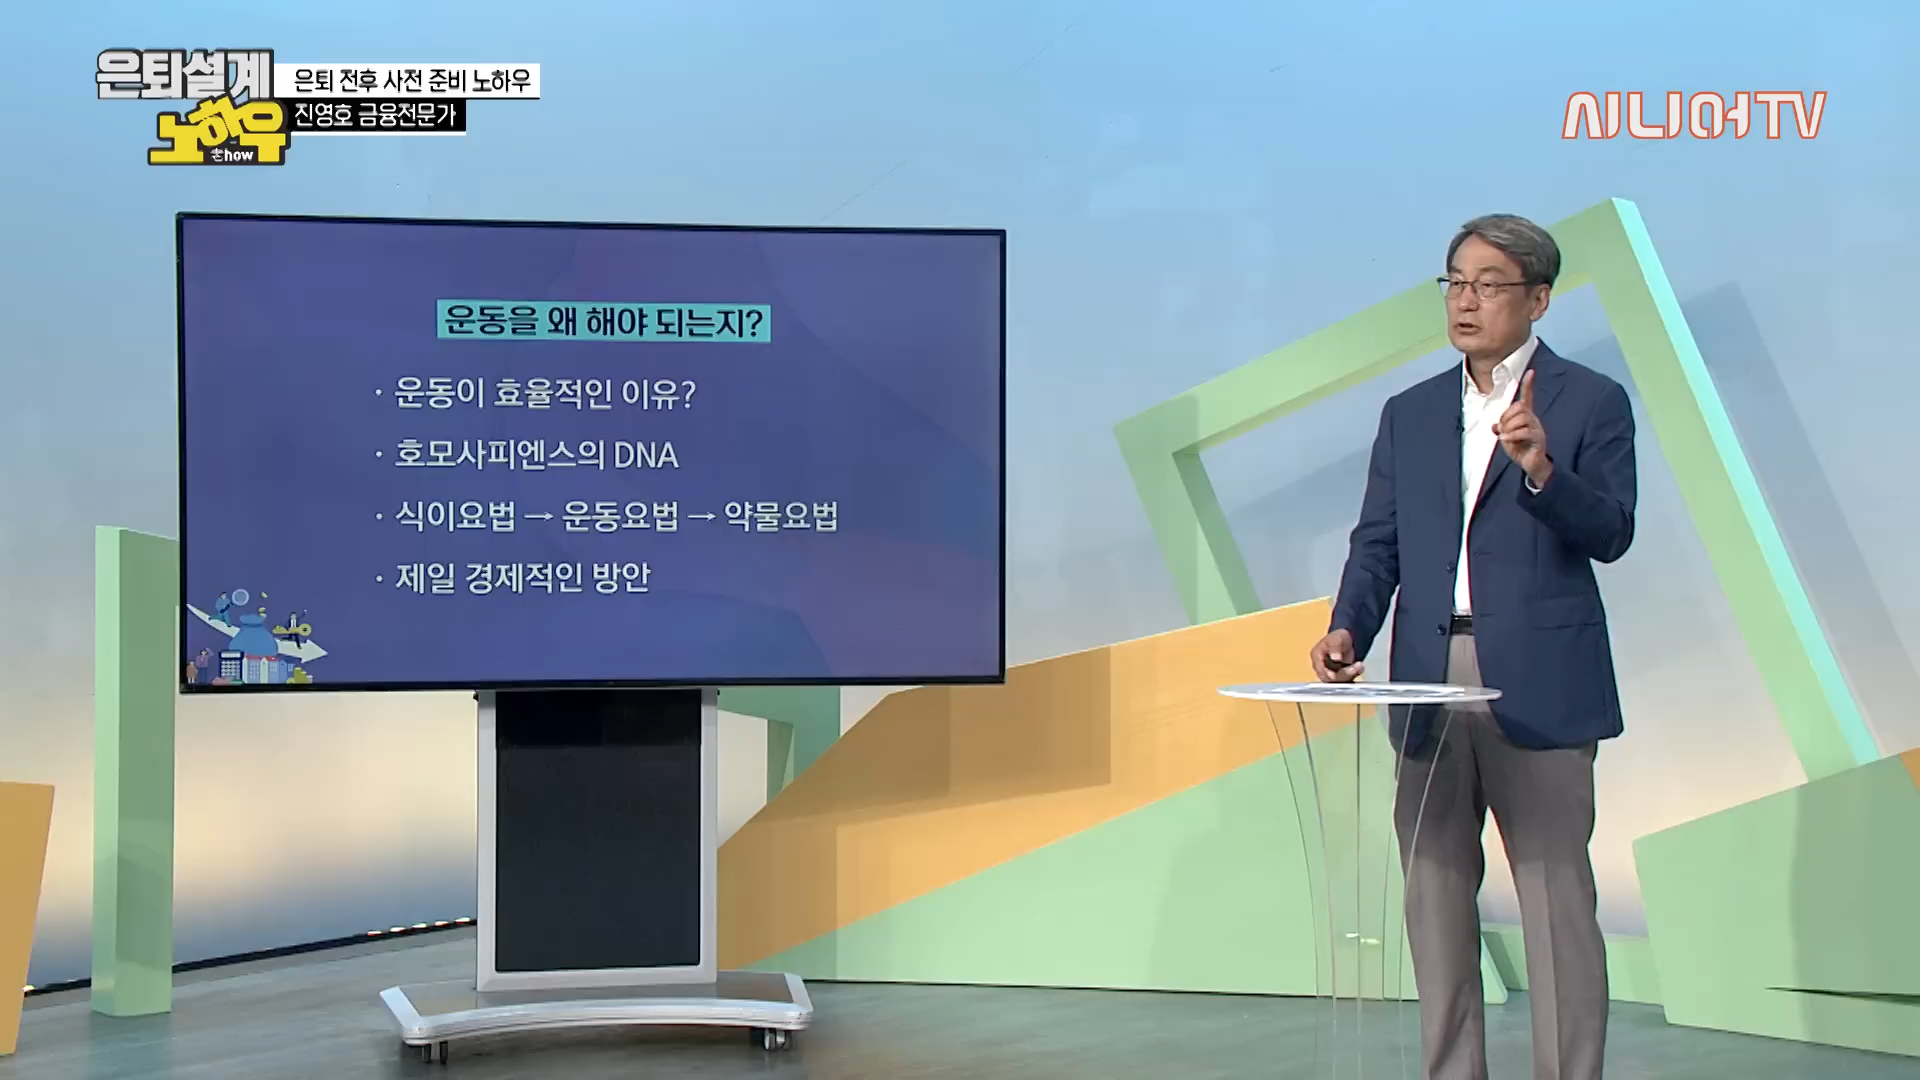 은퇴설계
노하우
老how
은퇴 전후 사전 준비 노하우
진영호 금융전문가
시니어TV
운동을 왜 해야 되는지?
· 운동이 효율적인 이유?
· 호모사피엔스의 DNA
· 식이요법 → 운동요법 → 약물요법
· 제일 경제적인 방안